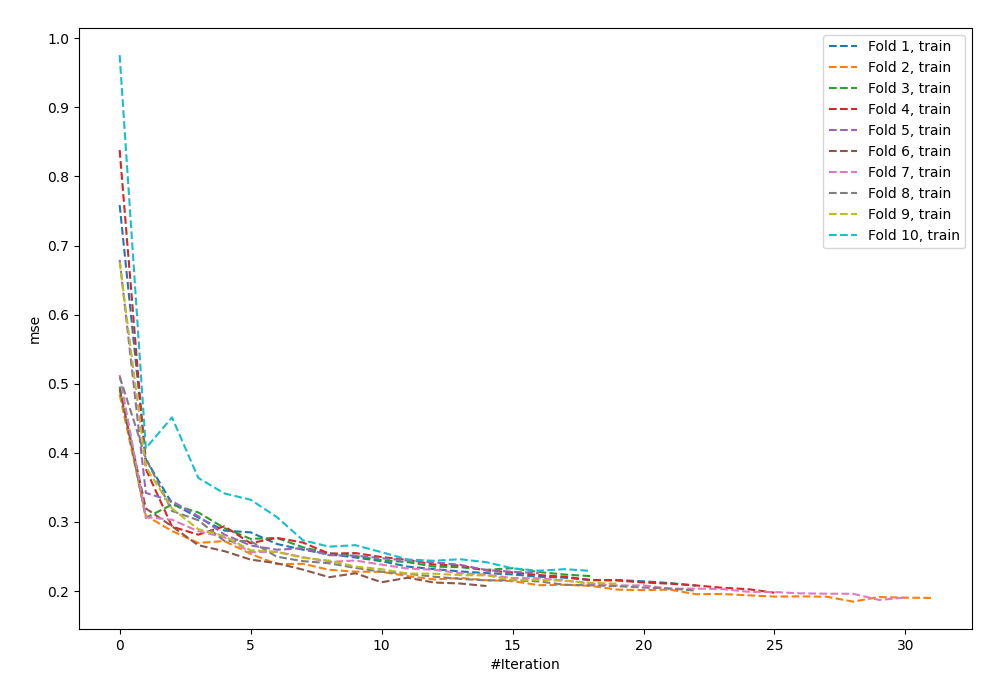 1.0
0.9
0.8
0.7
0.6
0.5
0.4
0.3
0.2
mse
0
5
10
15
20
25
30
#Iteration
Fold 1, train
Fold 2, train
Fold 3, train
Fold 4, train
Fold 5, train
Fold 6, train
Fold 7, train
Fold 8, train
Fold 9, train
Fold 10, train